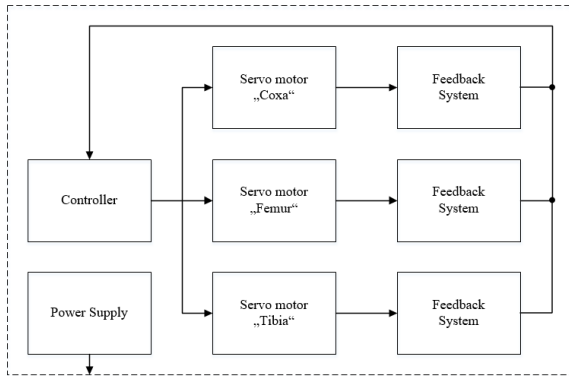 Servo motor
„Coxa“
Feedback
System
Controller
Servo motor
„Femur“
Feedback
System
Power Supply
Servo motor
„Tibia“
Feedback
System